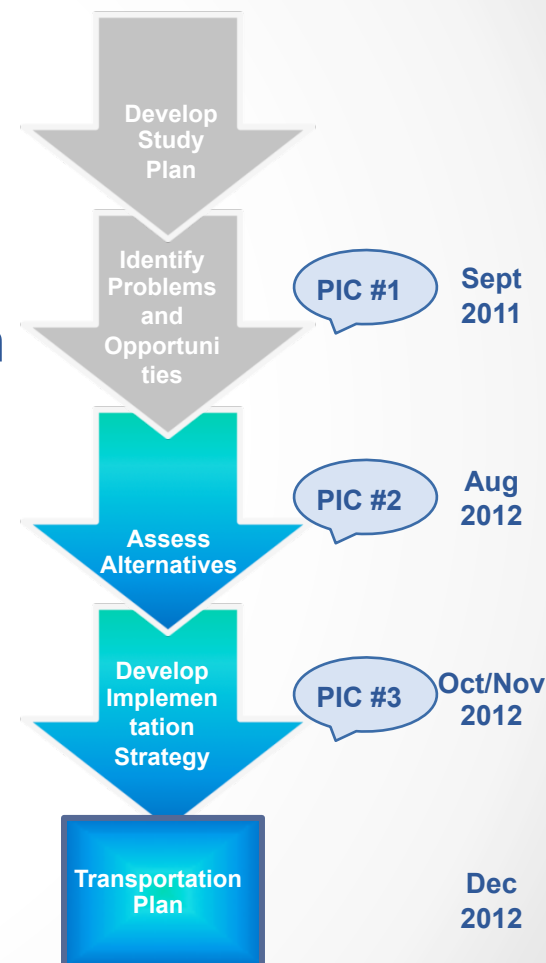 Develop
Study
Plan
Identify
Problems
and
Opportuni
ties
PIC #1
Sept
2011
Assess
Alternatives
PIC #2
Aug
2012
Develop
Implemen
tation
Strategy
PIC #3
Oct/Nov
2012
Transportation
Plan
Dec
2012